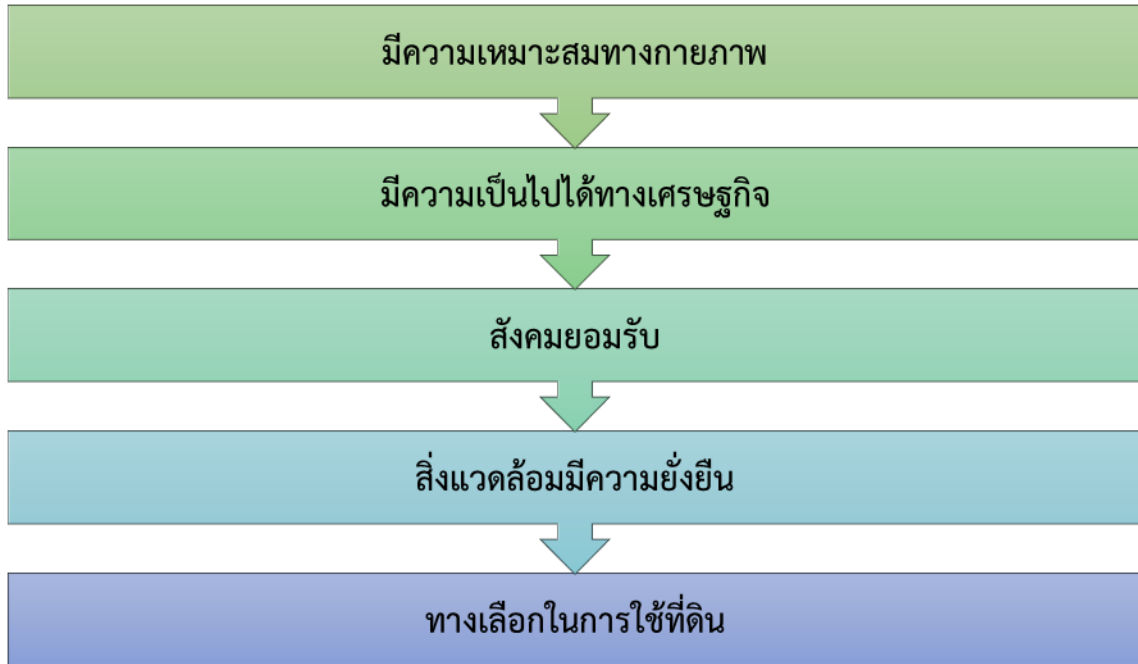 มีความเหมาะสมทางกายภาพ
มีความเป็นไปได้ทางเศรษฐกิจ
สังคมยอมรับ
สิ่งแวดล้อมมีความยั่งยืน
ทางเลือกในการใช้ที่ดิน